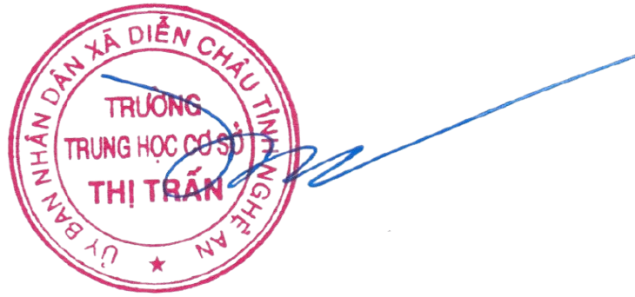 ỦY BAN NHÂN DÂN XÃ DIỄN CHÂU TỈNH NGHỆ AN
TRƯỜNG
TRUNG HỌC CƠ SỞ
THỊ TRẤN